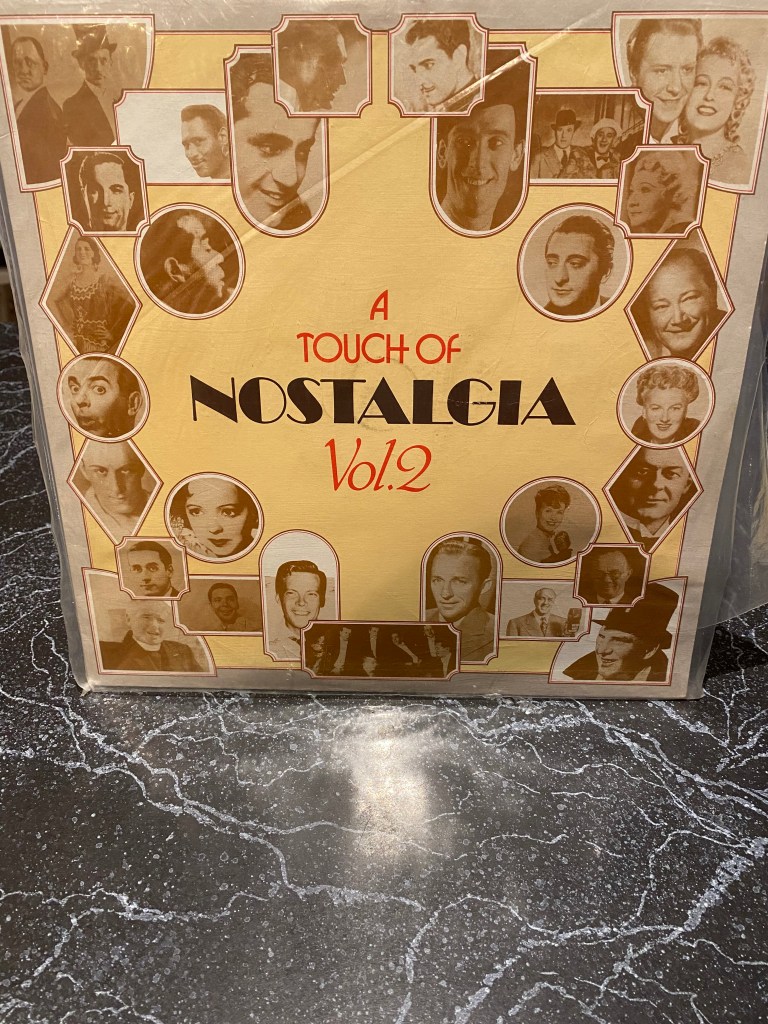 A
TOUCH OF
NOSTALGIA
Vol.2